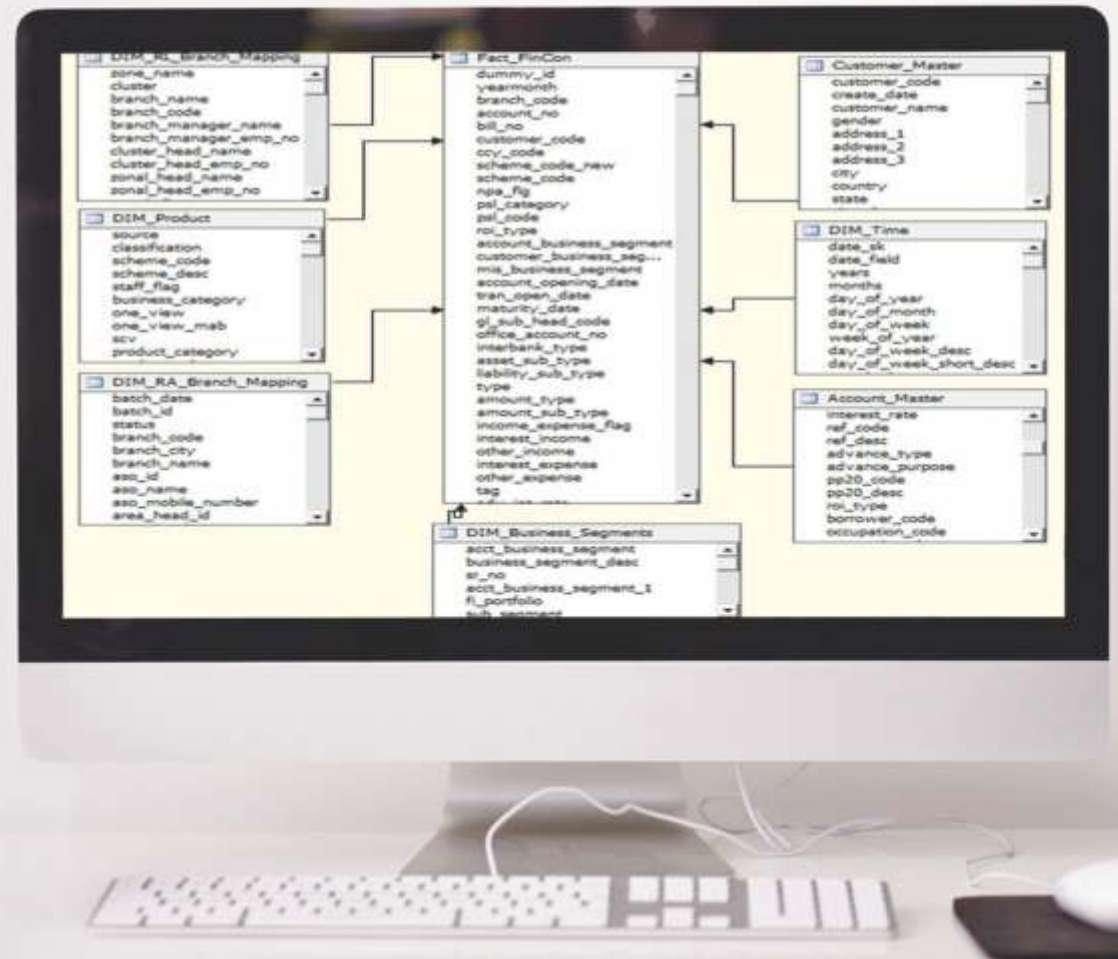 DIM_RL_Branch_Mapping
zone_name
cluster
branch_name
branch_code
branch_manager_name
branch_manager_emp_no
cluster_head_name
cluster_head_emp_no
zonal_head_name
zonal_head_emp_no
DIM_Product
source
classification
scheme_code
scheme_desc
staff_flag
business_category
one_view
one_view_mab
scv
product_category
DIM_RA_Branch_Mapping
batch_date
batch_id
status
branch_code
branch_city
branch_name
aso_id
aso_name
aso_mobile_number
area_head_id
Fact_FinCon
dummy_id
yearmonth
branch_code
account_no
bill_no
customer_code
ccy_code
scheme_code_new
scheme_code
npa_flg
psl_category
psl_code
roi_type
account_business_segment
customer_business_seg...
mis_business_segment
account_opening_date
tran_open_date
maturity_date
gl_sub_head_code
office_account_no
interbank_type
asset_sub_type
liability_sub_type
type
amount_type
amount_sub_type
income_expense_flag
interest_income
other_income
interest_expense
other_expense
tag
DIM_Business_Segments
acct_business_segment
business_segment_desc
sr_no
acct_business_segment_1
fi_portfolio
sub_segment
Customer_Master
customer_code
create_date
customer_name
gender
address_1
address_2
address_3
city
country
state
DIM_Time
date_sk
date_field
years
months
day_of_year
day_of_month
day_of_week
week_of_year
day_of_week_desc
day_of_week_short_desc
Account_Master
interest_rate
ref_code
ref_desc
advance_type
advance_purpose
pp20_code
pp20_desc
roi_type
borrower_code
occupation_code